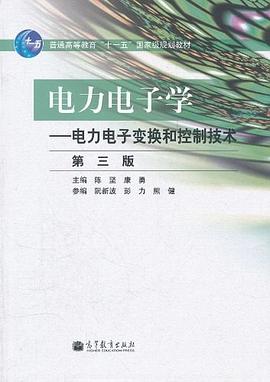 十一五
普通高等教育“十一五”国家级规划教材
电力电子学
——电力电子变换和控制技术
第三版
主编 陈坚 康勇
参编 阮新波 彭力 熊健
高等教育出版社
HIGHER EDUCATION PRESS